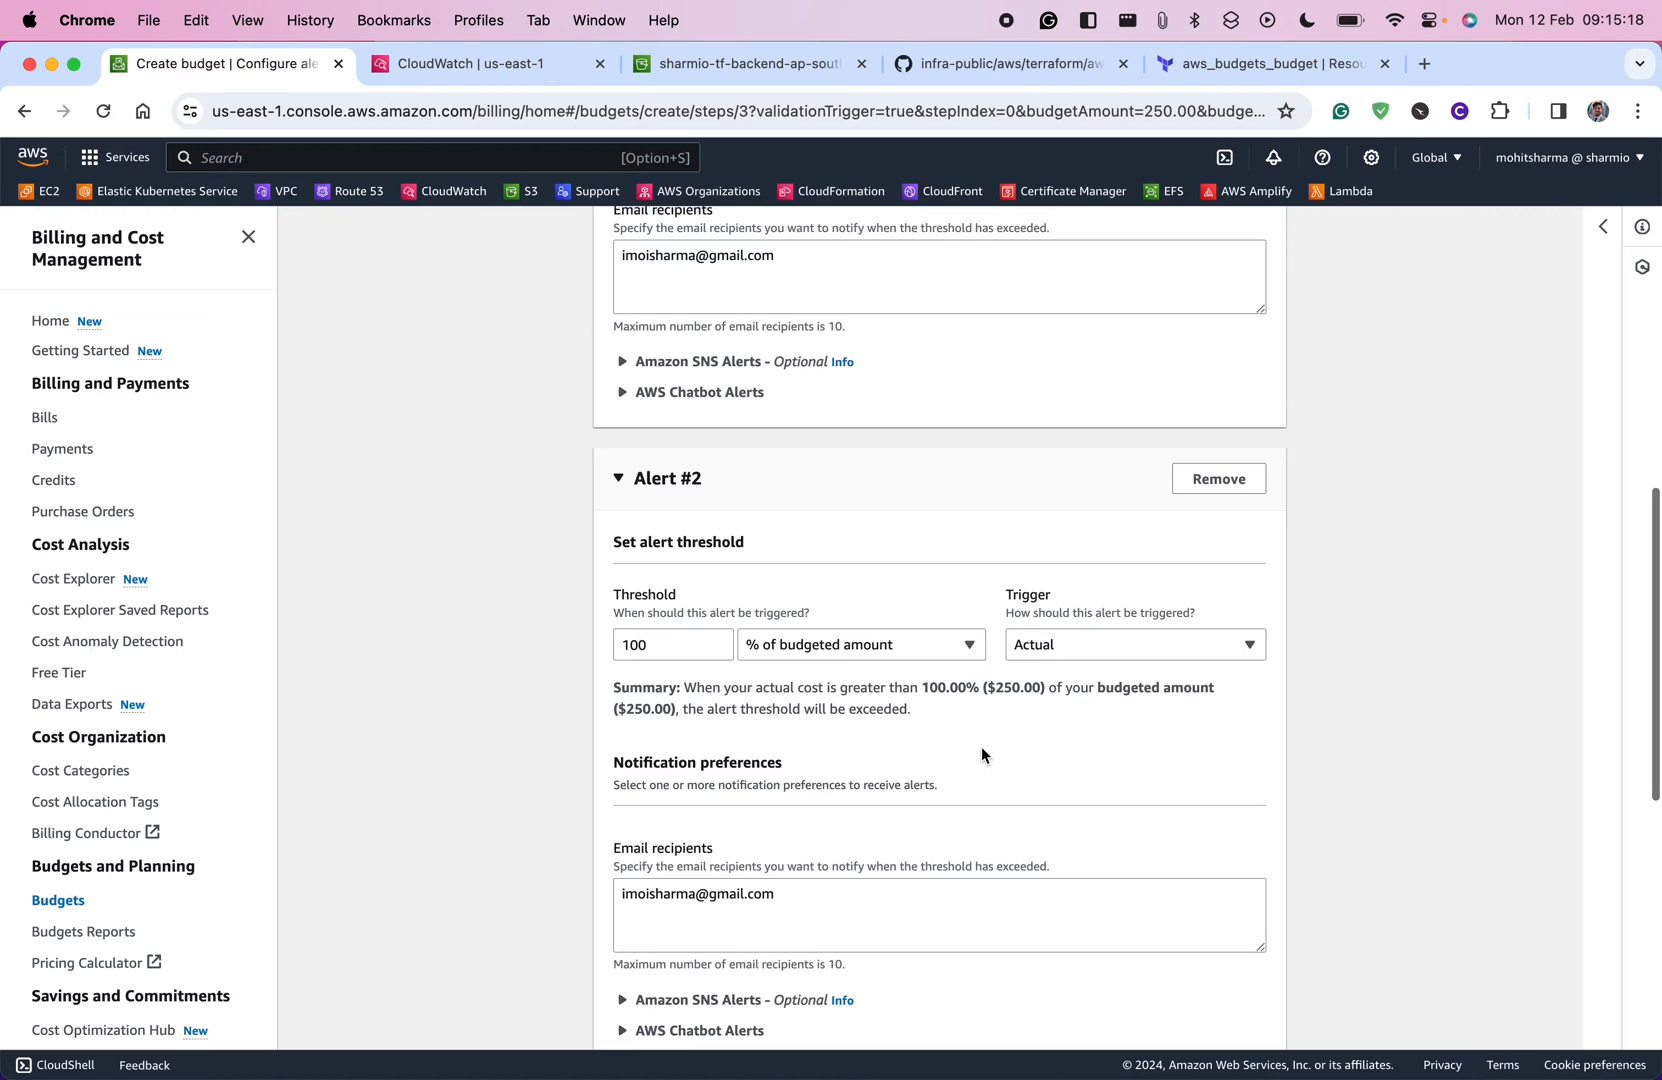 Chrome File Edit View History Bookmarks Profiles Tab Window Help Mon 12 Feb 09:15:18
Create budget | Configure ale CloudWatch | us-east-1 sharmio-tf-backend-ap-sout infra-public/aws/terraform/aw aws_budgets_budget | Resou
us-east-1.console.aws.amazon.com/billing/home#/budgets/create/steps/3?validationTrigger=true&stepIndex=0&budgetAmount=250.00&budge...
aws Services Search [Option+S] Global mohitsharma @ sharmio
EC2 Elastic Kubernetes Service VPC Route 53 CloudWatch S3 Support AWS Organizations CloudFormation CloudFront Certificate Manager EFS AWS Amplify Lambda
Billing and Cost
Management
Home New
Getting Started New
Billing and Payments
Bills
Payments
Credits
Purchase Orders
Cost Analysis
Cost Explorer New
Cost Explorer Saved Reports
Cost Anomaly Detection
Free Tier
Data Exports New
Cost Organization
Cost Categories
Cost Allocation Tags
Billing Conductor
Budgets and Planning
Budgets
Budgets Reports
Pricing Calculator
Savings and Commitments
Cost Optimization Hub New
Email recipients
Specify the email recipients you want to notify when the threshold has exceeded.
imoisharma@gmail.com
Maximum number of email recipients is 10.
Amazon SNS Alerts - Optional Info
AWS Chatbot Alerts
Alert #2 Remove
Set alert threshold
Threshold Trigger
When should this alert be triggered? How should this alert be triggered?
100 % of budgeted amount Actual
Summary: When your actual cost is greater than 100.00% ($250.00) of your budgeted amount
($250.00), the alert threshold will be exceeded.
Notification preferences
Select one or more notification preferences to receive alerts.
Email recipients
Specify the email recipients you want to notify when the threshold has exceeded.
imoisharma@gmail.com
Maximum number of email recipients is 10.
Amazon SNS Alerts - Optional Info
AWS Chatbot Alerts
CloudShell Feedback © 2024, Amazon Web Services, Inc. or its affiliates. Privacy Terms Cookie preferences